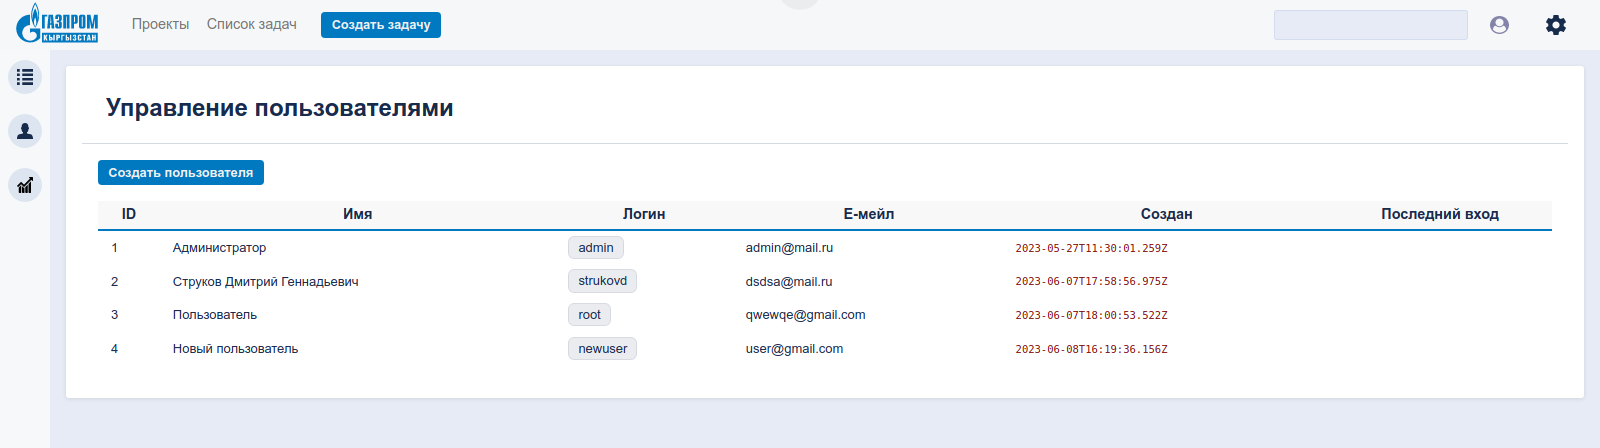 ГАЗПРОМ
КЫРГЫЗСТАН
Проекты Список задач Создать задачу
Управление пользователями
Создать пользователя
ID Имя Логин Е-мейл Создан Последний вход
1 Администратор admin admin@mail.ru 2023-05-27T11:30:01.259Z
2 Струков Дмитрий Геннадьевич strukovd dsdsa@mail.ru 2023-06-07T17:58:56.975Z
3 Пользователь root qwewqe@gmail.com 2023-06-07T18:00:53.522Z
4 Новый пользователь newuser user@gmail.com 2023-06-08T16:19:36.156Z